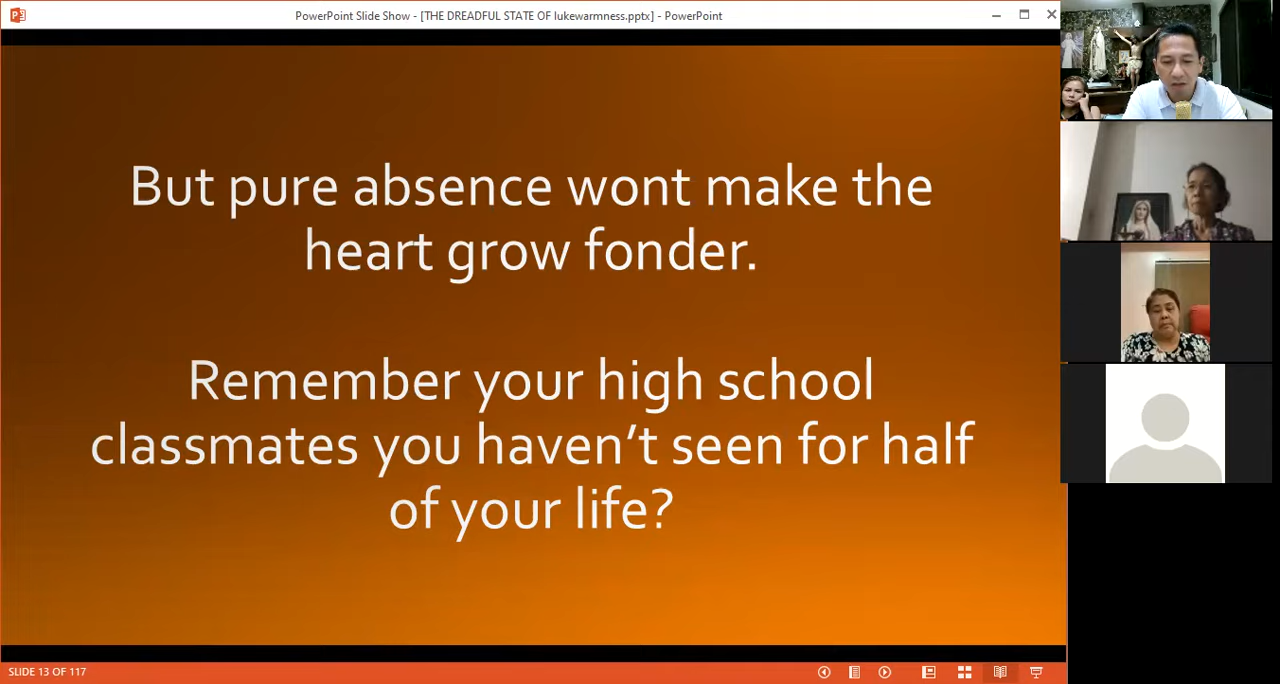 PowerPoint Slide Show - [THE DREADFUL STATE OF lukewarmness.pptx] - PowerPoint
But pure absence wont make the
heart grow fonder.
Remember your high school
classmates you haven’t seen for half
of your life?
SLIDE 13 OF 117